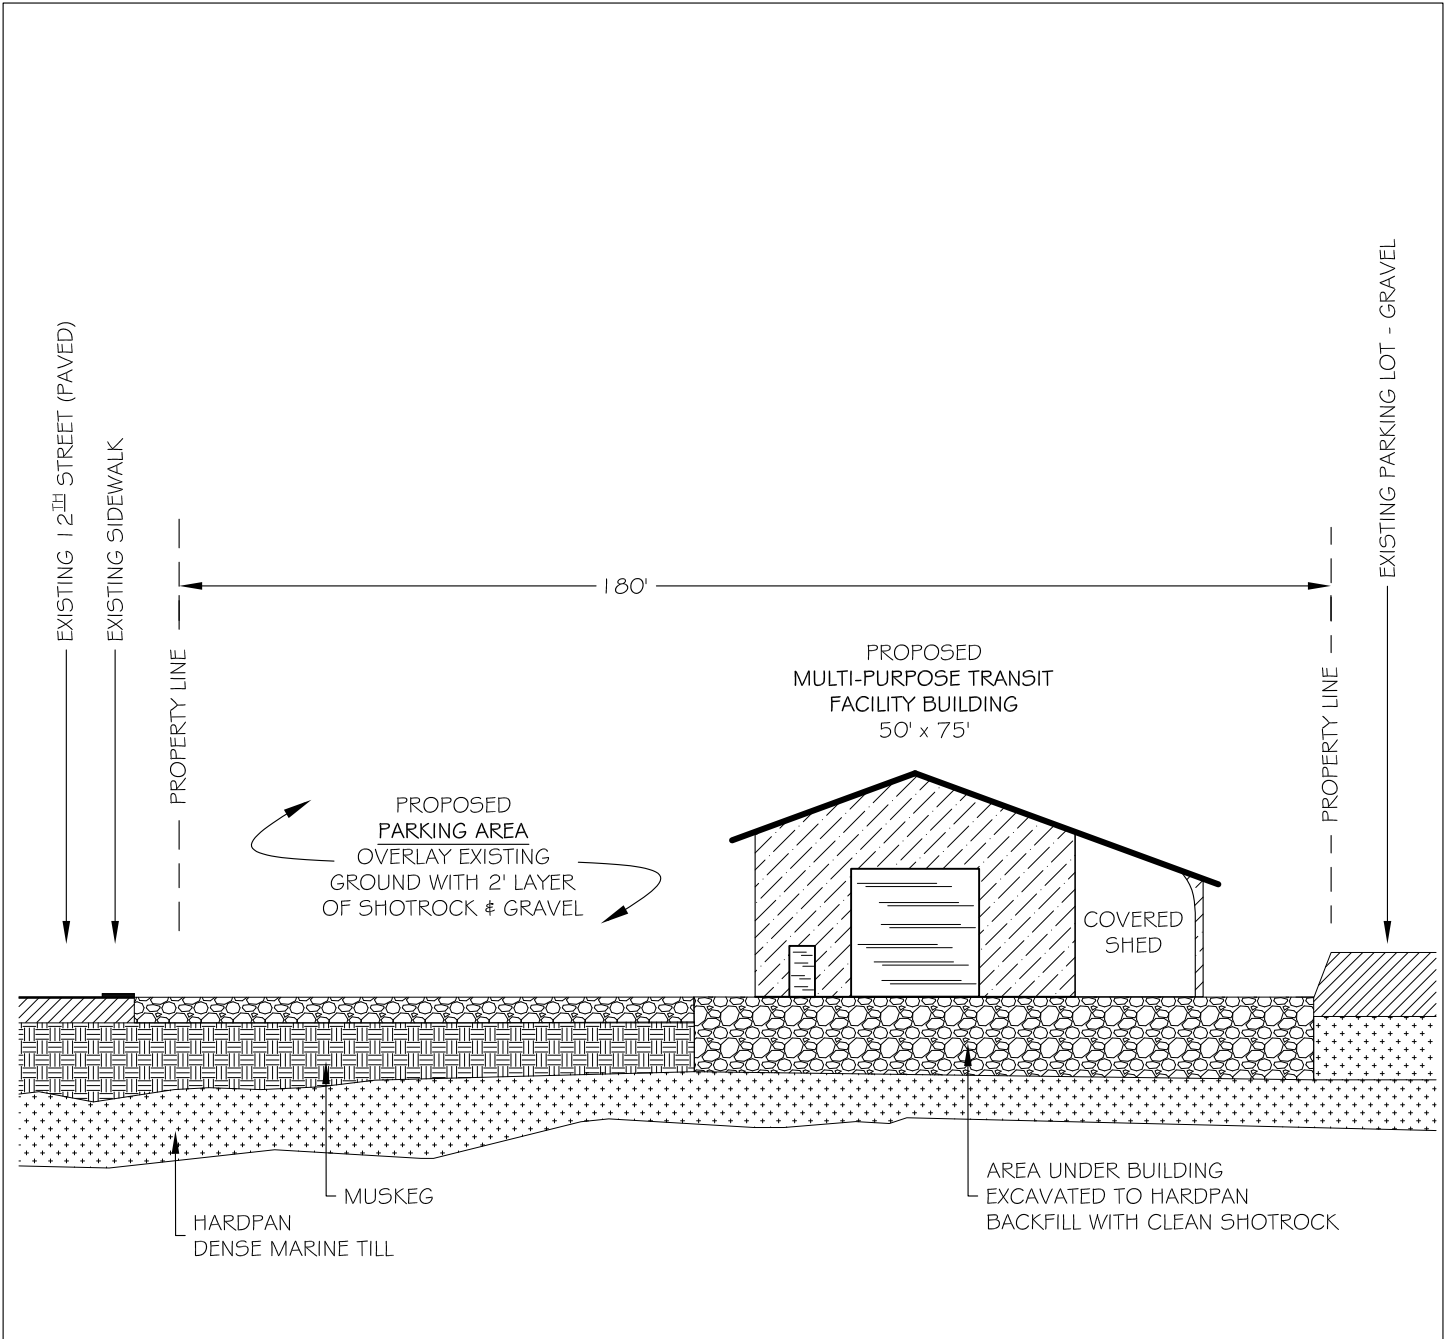 EXISTING 12TH STREET (PAVED)
EXISTING SIDEWALK
PROPERTY LINE
180'
PROPERTY LINE
EXISTING PARKING LOT - GRAVEL
PROPOSED
MULTI-PURPOSE TRANSIT
FACILITY BUILDING
50' x 75'
PROPOSED
PARKING AREA
OVERLAY EXISTING
GROUND WITH 2' LAYER
OF SHOTROCK & GRAVEL
COVERED
SHED
MUSKEG
HARDPAN
DENSE MARINE TILL
AREA UNDER BUILDING
EXCAVATED TO HARDPAN
BACKFILL WITH CLEAN SHOTROCK